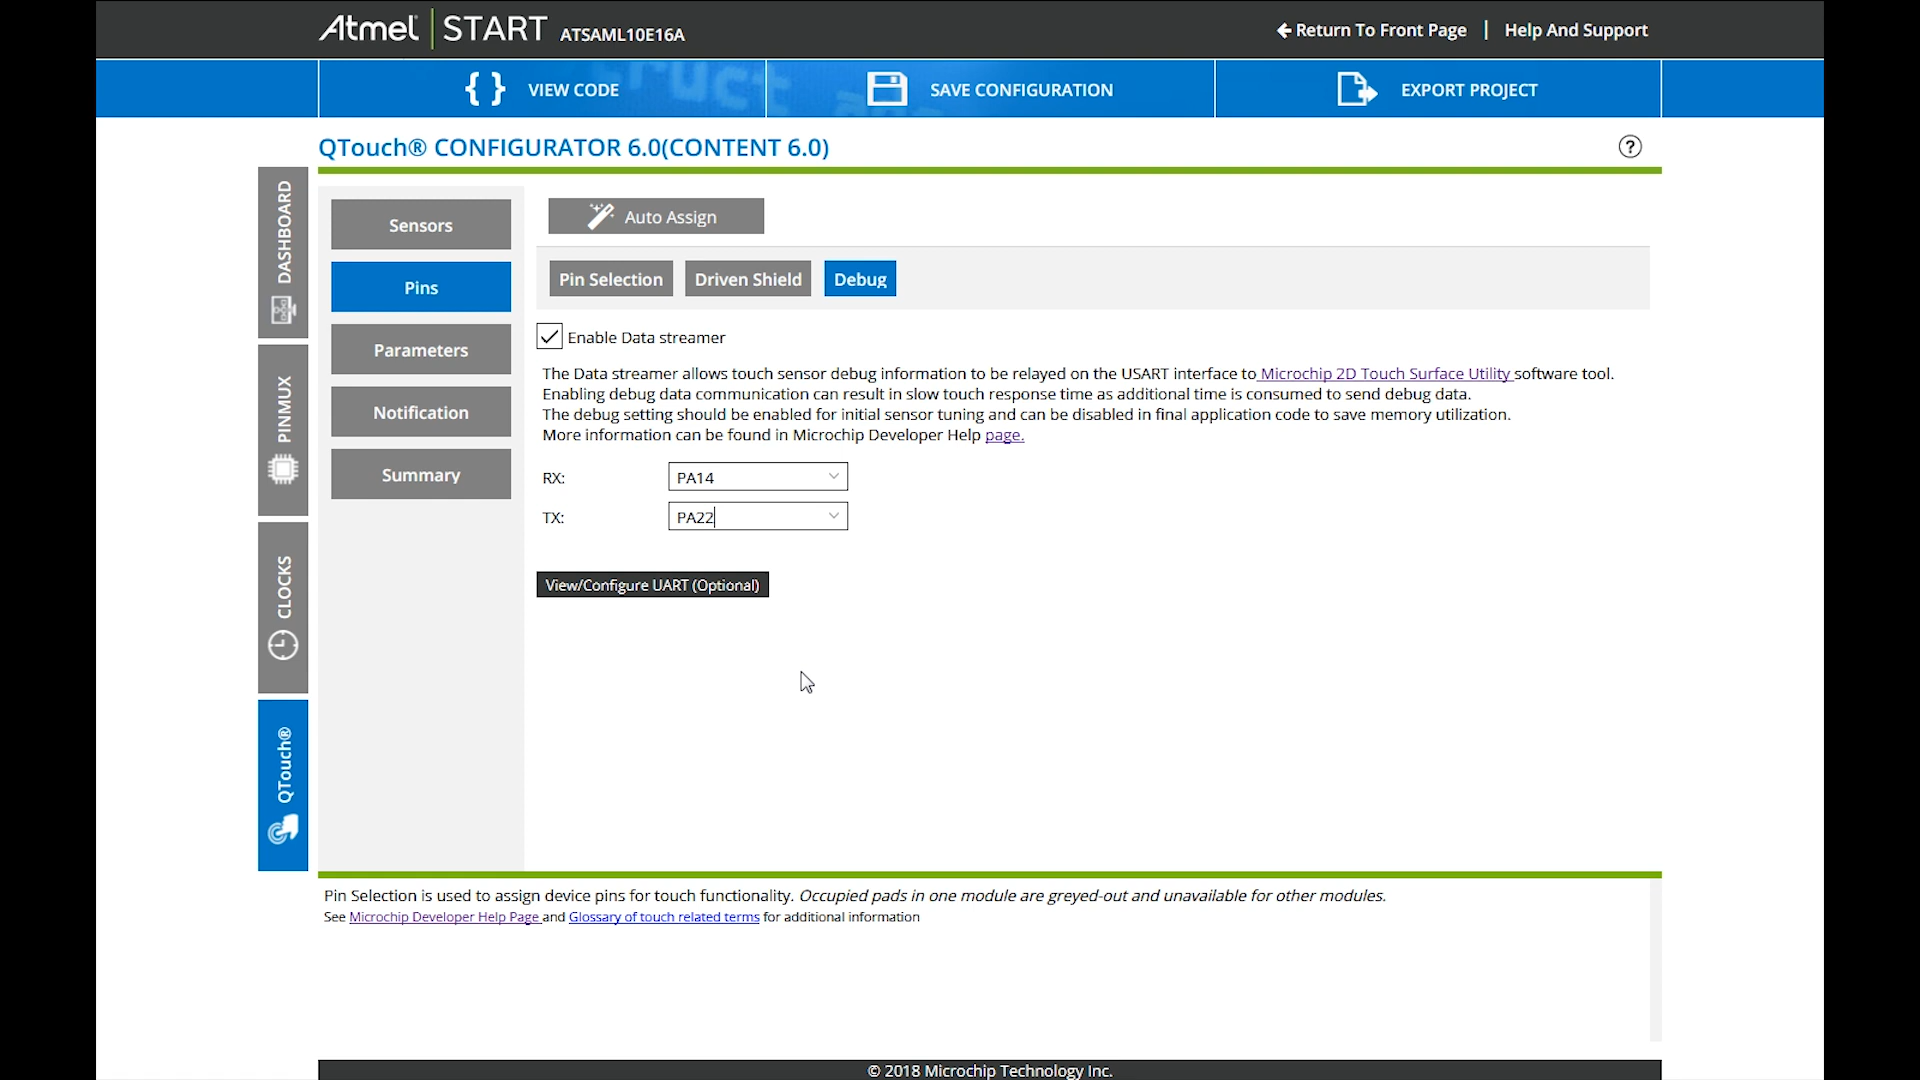 Atmel START ATSAML10E16A
Return To Front Page | Help And Support
{ } VIEW CODE
SAVE CONFIGURATION
EXPORT PROJECT
QTouch® CONFIGURATOR 6.0(CONTENT 6.0)
?
DASHBOARD
PINMUX
CLOCKS
QTouch®
Sensors
Pins
Parameters
Notification
Summary
Auto Assign
Pin Selection
Driven Shield
Debug
Enable Data streamer
The Data streamer allows touch sensor debug information to be relayed on the USART interface to Microchip 2D Touch Surface Utility software tool.
Enabling debug data communication can result in slow touch response time as additional time is consumed to send debug data.
The debug setting should be enabled for initial sensor tuning and can be disabled in final application code to save memory utilization.
More information can be found in Microchip Developer Help page.
RX: PA14
TX: PA22
View/Configure UART (Optional)
Pin Selection is used to assign device pins for touch functionality. Occupied pads in one module are greyed-out and unavailable for other modules.
See Microchip Developer Help Page and Glossary of touch related terms for additional information
© 2018 Microchip Technology Inc.